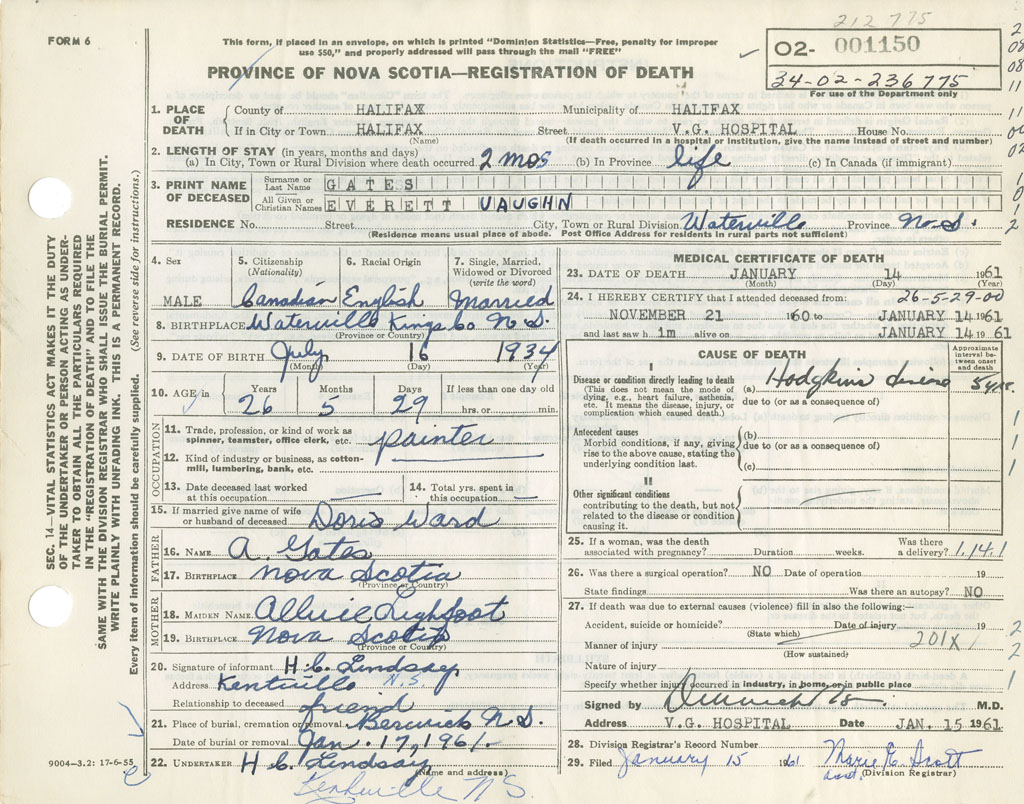 212 775
FORM 6
This form, if placed in an envelope, on which is printed "Dominion Statistics—Free, penalty for improper
use $50," and properly addressed will pass through the mail "FREE"
02- 001150
PROVINCE OF NOVA SCOTIA—REGISTRATION OF DEATH
34-02-236775
For use of the Department only
1. PLACE OF DEATH
County of HALIFAX Municipality of HALIFAX
If in City or Town HALIFAX Street V.G. HOSPITAL House No.
(Name) (If death occurred in a hospital or institution, give the name instead of street and number)
2. LENGTH OF STAY (in years, months and days)
(a) In City, Town or Rural Division where death occurred 2 mos (b) In Province life (c) In Canada (if immigrant)
3. PRINT NAME OF DECEASED
Surname or Last Name GATES
All Given or Christian Names EVERETT VAUGHN
RESIDENCE No. Street City, Town or Rural Division Waterville Province N.S.
(Residence means usual place of abode. Post Office Address for residents in rural parts not sufficient)
4. Sex MALE
5. Citizenship (Nationality) Canadian
6. Racial Origin English
7. Single, Married, Widowed or Divorced (write the word) Married
8. BIRTHPLACE Waterville Kings Co N.S.
(Province or Country)
9. DATE OF BIRTH July 16 1934
(Month) (Day) (Year)
10. AGE in Years 26 Months 5 Days 29 If less than one day old hrs. or min.
OCCUPATION
11. Trade, profession, or kind of work as
spinner, teamster, office clerk, etc. painter
12. Kind of industry or business, as cotton-
mill, lumbering, bank, etc.
13. Date deceased last worked
at this occupation
14. Total yrs. spent in
this occupation
15. If married give name of wife
or husband of deceased Doris Ward
FATHER
16. NAME A. Gates
17. BIRTHPLACE Nova Scotia
(Province or Country)
MOTHER
18. MAIDEN NAME
19. BIRTHPLACE Nova Scotia
(Province or Country)
20. Signature of informant H. C. Lindsay
Address Kentville N.S.
Relationship to deceased friend
21. Place of burial, cremation or removal Berwick N.S.
Date of burial or removal Jan. 17, 1961.
22. UNDERTAKER H C. Lindsay
(Name and address)
Kentville N S.
MEDICAL CERTIFICATE OF DEATH
23. DATE OF DEATH JANUARY 14 1961
(Month) (Day) (Year)
24. I HEREBY CERTIFY that I attended deceased from: 26-5-29-00
NOVEMBER 21 1960 to JANUARY 14 1961
and last saw h im alive on JANUARY 14 1961
CAUSE OF DEATH
Approximate interval between onset and death
I
Disease or condition directly leading to death (a) Hodgkins disease 5 yrs.
(This does not mean the mode of
dying, e.g., heart failure, asthenia,
etc. It means the disease, injury, or
complication which caused death.)
due to (or as a consequence of)
Antecedent causes (b)
Morbid conditions, if any, giving
rise to the above cause, stating the
underlying condition last.
due to (or as a consequence of)
(c)
II
Other significant conditions
contributing to the death, but not
related to the disease or condition
causing it.
25. If a woman, was the death
associated with pregnancy? Duration weeks. Was there
a delivery? 1.14.1
26. Was there a surgical operation? NO Date of operation 19
State findings Was there an autopsy? NO
27. If death was due to external causes (violence) fill in also the following:—
Accident, suicide or homicide? Date of injury 19
(State which)
Manner of injury 201X
(How sustained)
Nature of injury
Specify whether injury occurred in industry, in home, or in public place
Signed by M.D.
Address V.G. HOSPITAL Date JAN. 15 1961
28. Division Registrar's Record Number
29. Filed January 15 1961 Marie E. Scott
asst. (Division Registrar)
SEC. 14—VITAL STATISTICS ACT MAKES IT THE DUTY
OF THE UNDERTAKER OR PERSON ACTING AS UNDER-
TAKER TO OBTAIN ALL THE PARTICULARS REQUIRED
IN THE "REGISTRATION OF DEATH" AND TO FILE THE
SAME WITH THE DIVISION REGISTRAR WHO SHALL ISSUE THE BURIAL PERMIT.
WRITE PLAINLY WITH UNFADING INK. THIS IS A PERMANENT RECORD.
Every item of information should be carefully supplied. (See reverse side for instructions.)
9004-3.2: 17-6-55